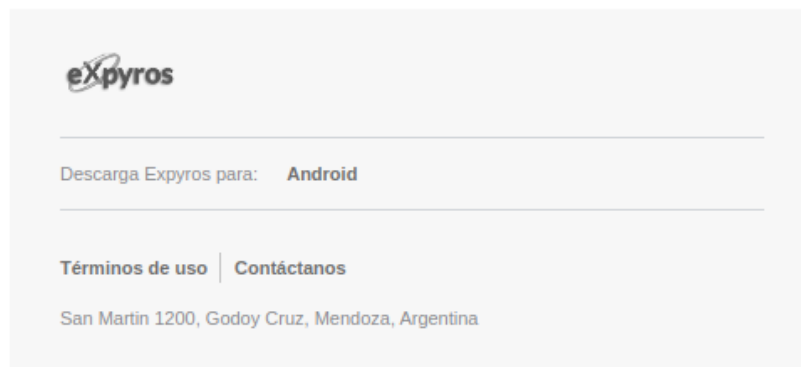 eXpyros
Descarga Expyros para: Android
Términos de uso Contáctanos
San Martin 1200, Godoy Cruz, Mendoza, Argentina